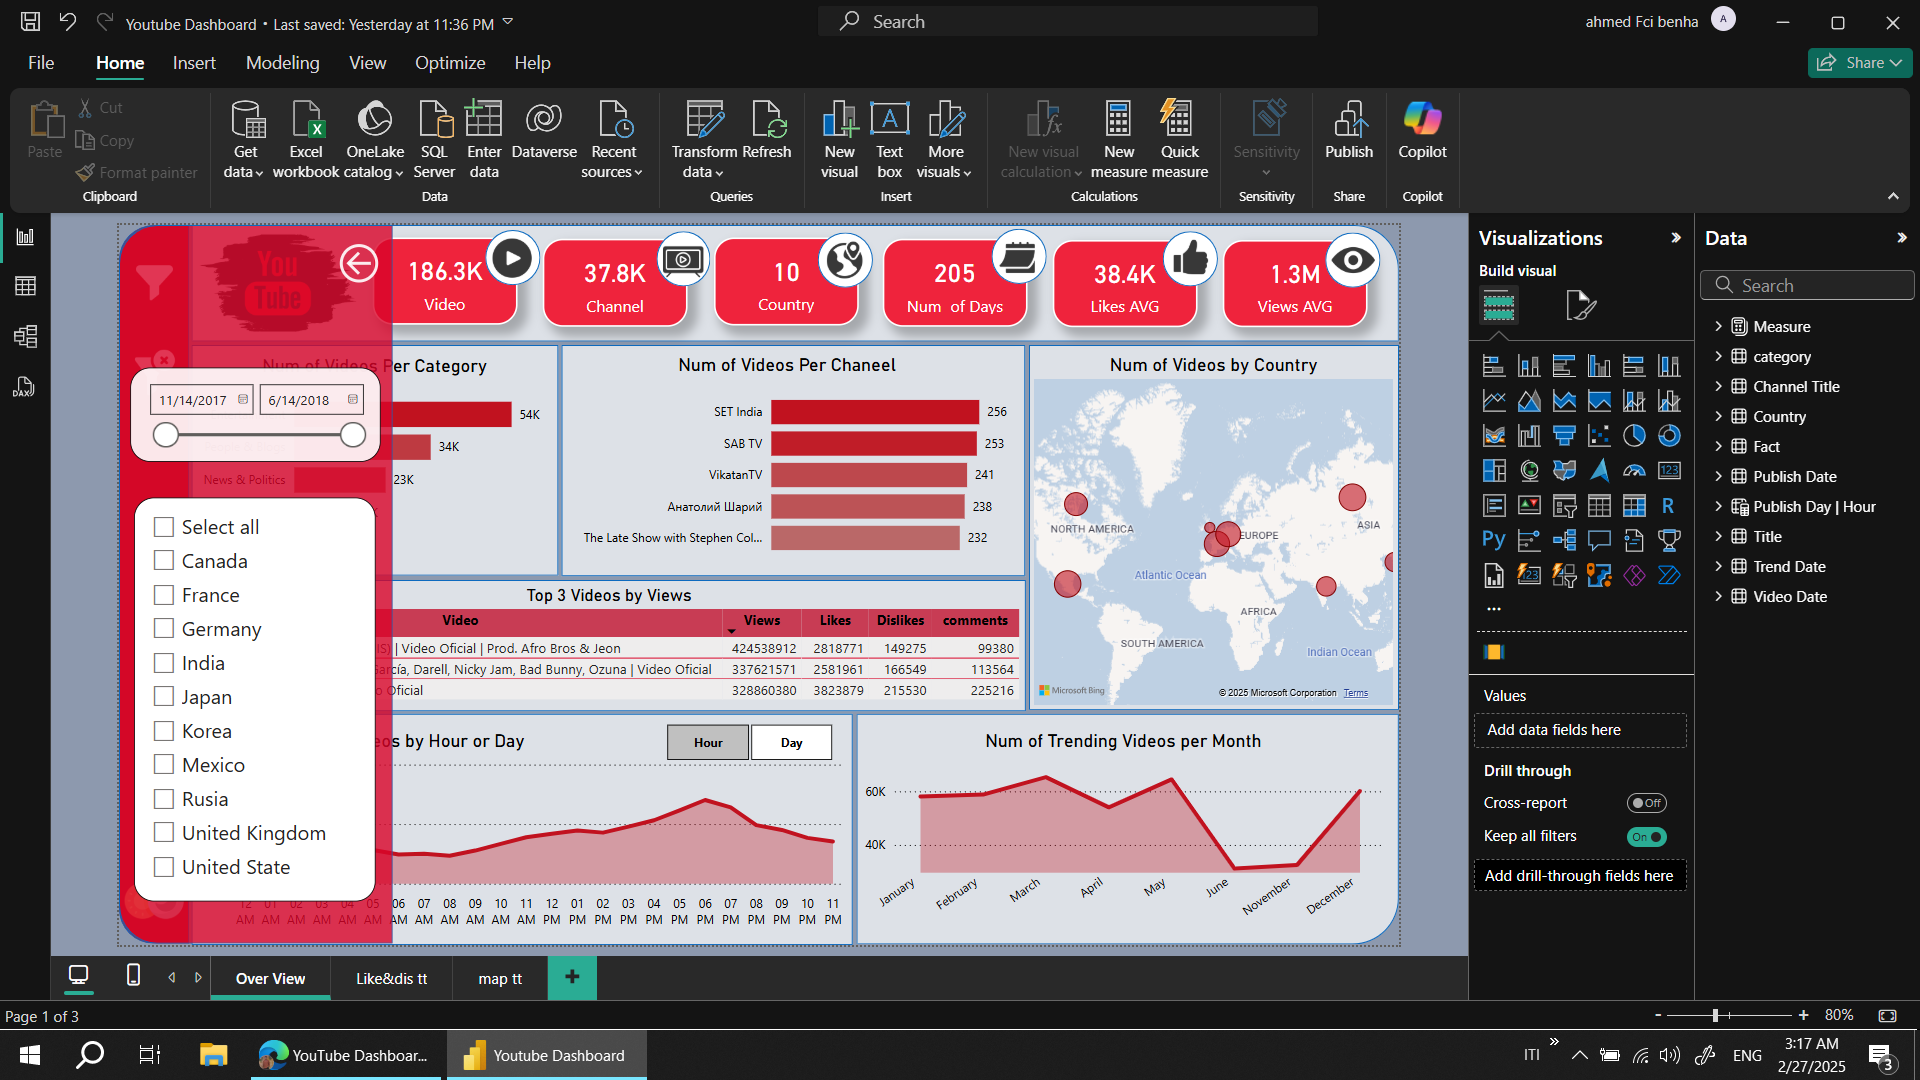 Youtube Dashboard • Last saved: Yesterday at 11:36 PM
Search
ahmed Fci benha
A
File
Home
Insert
Modeling
View
Optimize
Help
Share
Paste
Cut
Copy
Format painter
Clipboard
Get data
Excel workbook
OneLake catalog
SQL Server
Enter data
Dataverse
Recent sources
Data
Transform data
Refresh
Queries
New visual
Text box
More visuals
Insert
New visual calculation
New measure
Quick measure
Calculations
Sensitivity
Sensitivity
Publish
Share
Copilot
Copilot
You
Tube
186.3K
Video
37.8K
Channel
10
Country
205
Num of Days
38.4K
Likes AVG
1.3M
Views AVG
Num of Videos Per Category
54K
34K
News & Politics
23K
11/14/2017
6/14/2018
Select all
Canada
France
Germany
India
Japan
Korea
Mexico
Rusia
United Kingdom
United State
Num of Videos Per Chaneel
SET India 256
SAB TV 253
VikatanTV 241
Анатолий Шарий 238
The Late Show with Stephen Col... 232
Num of Videos by Country
NORTH AMERICA
EUROPE
ASIA
Atlantic Ocean
AFRICA
SOUTH AMERICA
Indian Ocean
Microsoft Bing
© 2025 Microsoft Corporation Terms
Top 3 Videos by Views
Video Views Likes Dislikes comments
| Video Oficial | Prod. Afro Bros & Jeon 424538912 2818771 149275 99380
Darell, Nicky Jam, Bad Bunny, Ozuna | Video Oficial 337621571 2581961 166549 113564
Oficial 328860380 3823879 215530 225216
by Hour or Day
Hour
Day
12 AM 01 AM 02 AM 03 AM 04 AM 05 AM 06 AM 07 AM 08 AM 09 AM 10 AM 11 AM 12 PM 01 PM 02 PM 03 PM 04 PM 05 PM 06 PM 07 PM 08 PM 09 PM 10 PM 11 PM
Num of Trending Videos per Month
60K
40K
January February March April May June November December
Visualizations
Build visual
Values
Add data fields here
Drill through
Cross-report
Off
Keep all filters
On
Add drill-through fields here
Data
Search
Measure
category
Channel Title
Country
Fact
Publish Date
Publish Day | Hour
Title
Trend Date
Video Date
Over View
Like&dis tt
map tt
Page 1 of 3
80%
YouTube Dashboar...
Youtube Dashboard
ITI
ENG
3:17 AM
2/27/2025
3